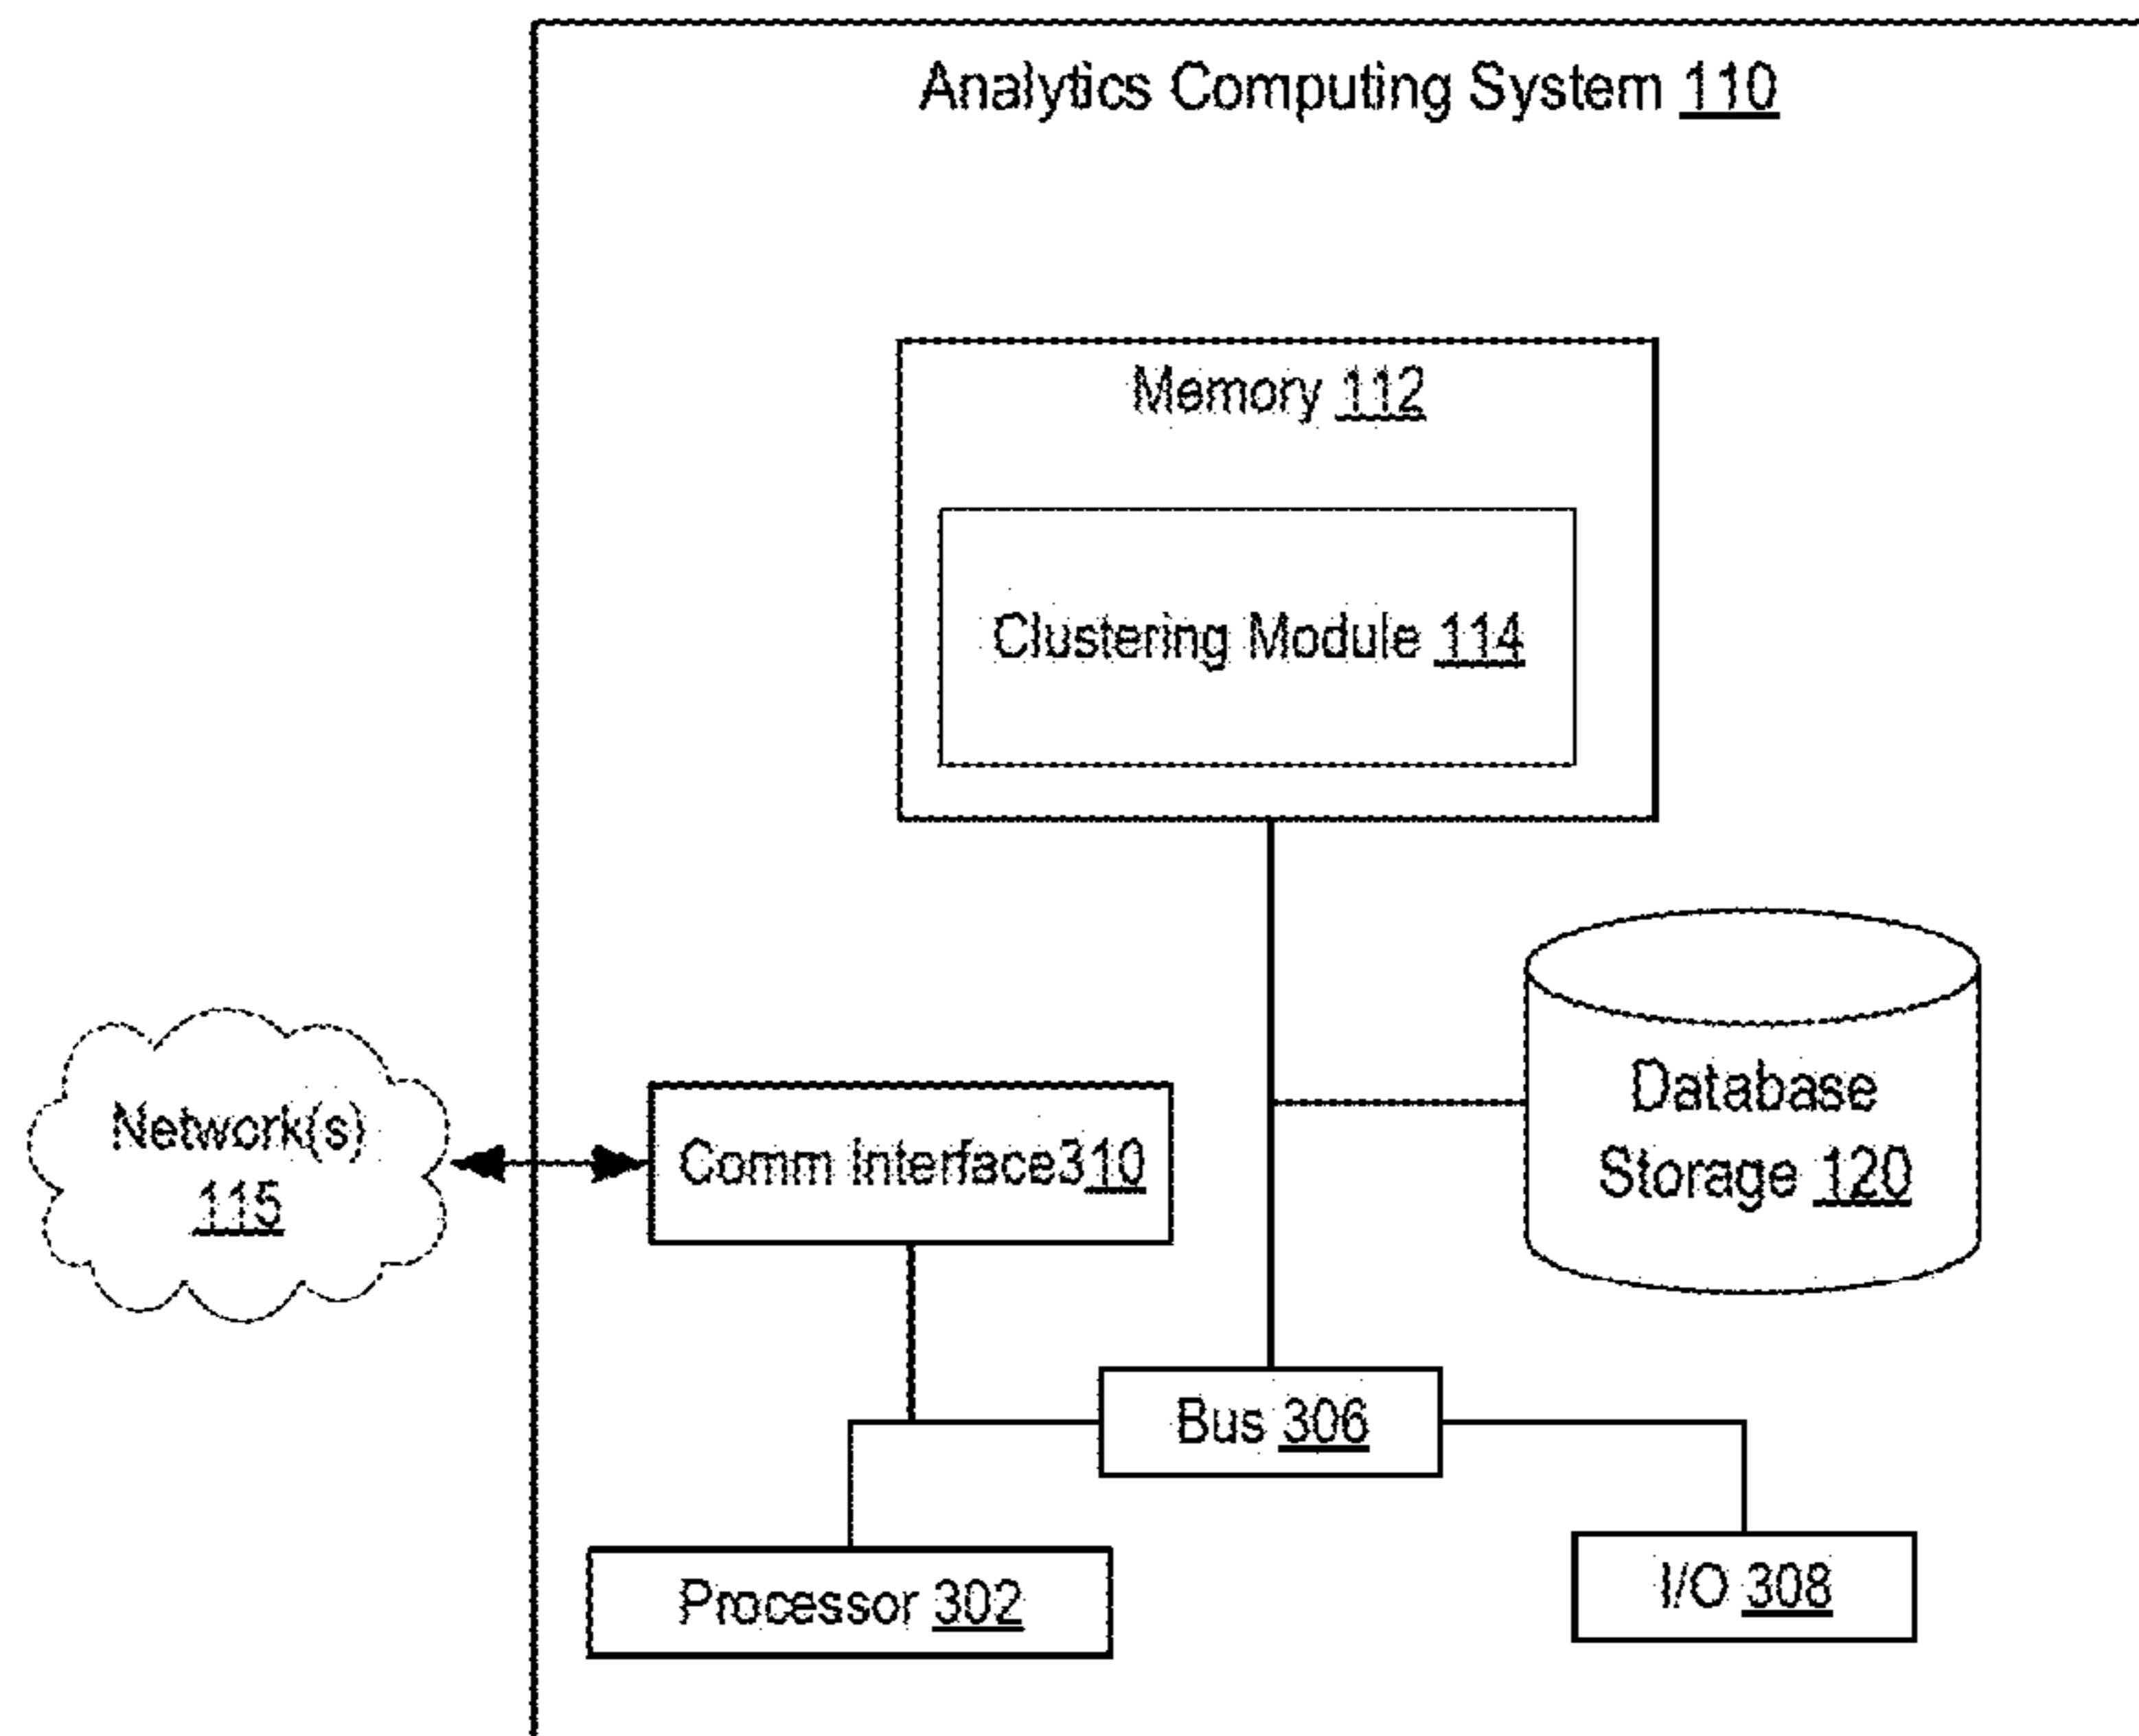 Analytics Computing System 110
Memory 112
Clustering Module 114
Network(s)
115
Comm Interface310
Database
Storage 120
Bus 306
Processor 302
I/O 308